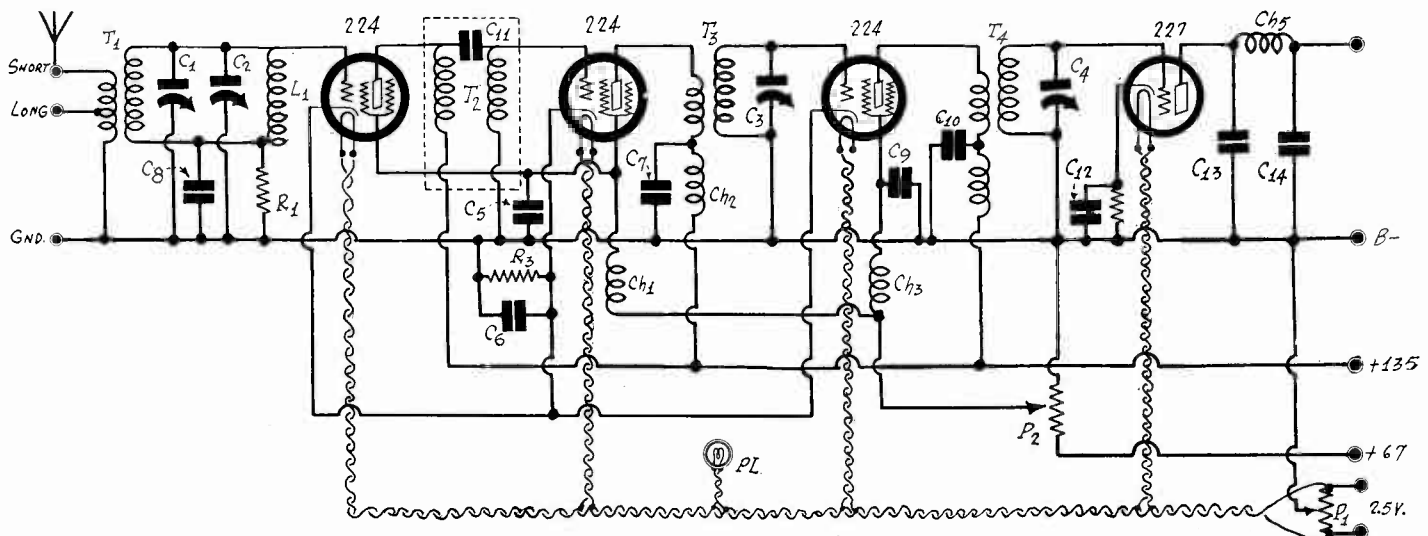 224
224
224
227
T1
C1
C2
L1
C11
T2
T3
C3
T4
C4
Ch5
SHORT
LONG
C8
R1
C5
C7
Ch2
C9
C10
C12
C13
C14
GND.
B-
R3
C6
Ch1
Ch3
+135
P2
+67
PL
P1
2.5V.